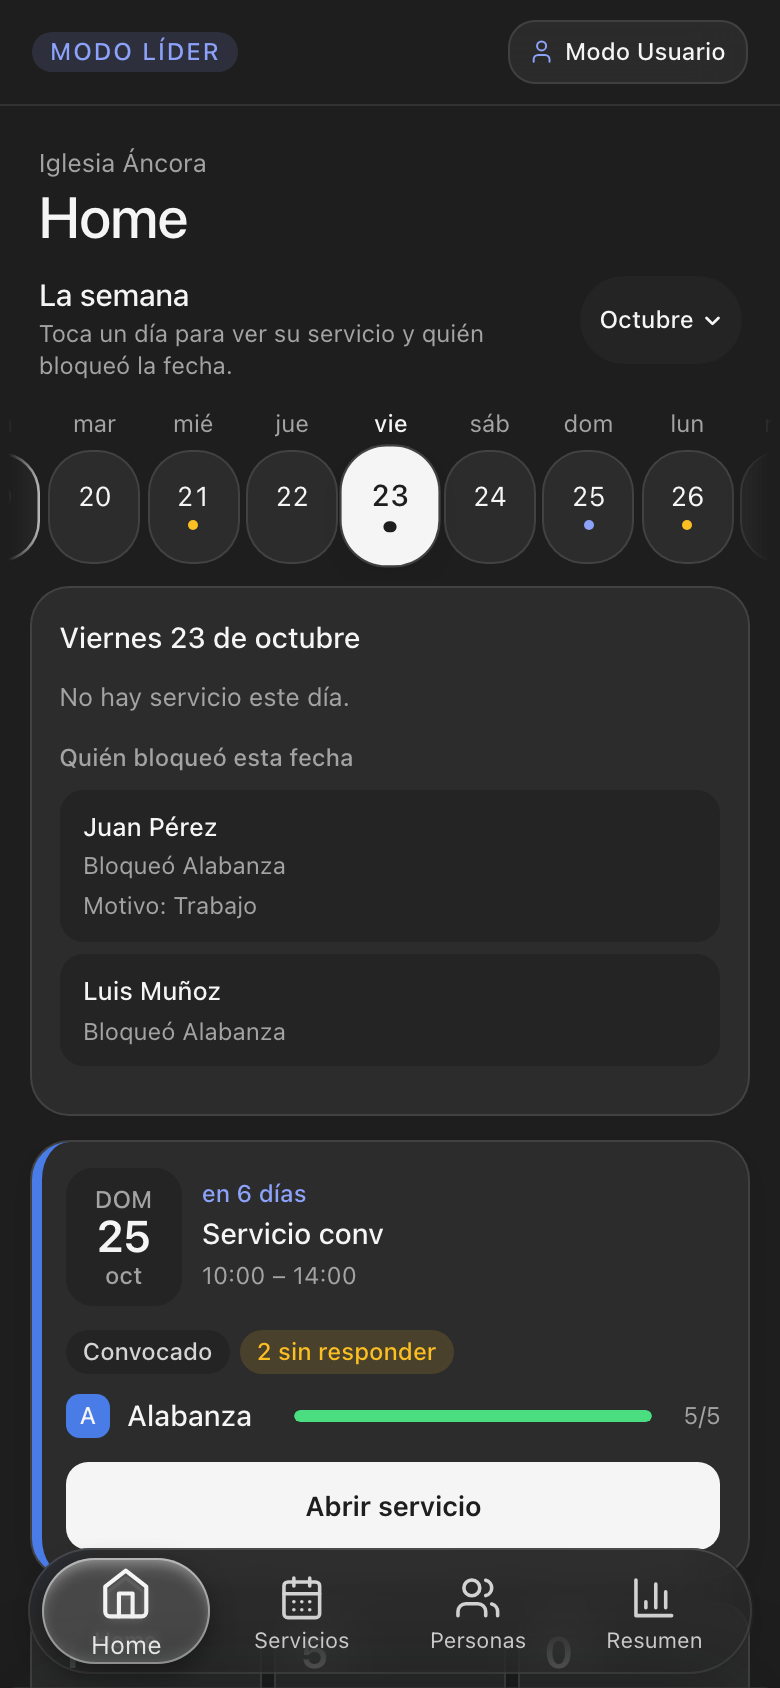 MODO LÍDER
Modo Usuario
Iglesia Áncora
Home
La semana
Toca un día para ver su servicio y quién
bloqueó la fecha.
Octubre
mar mié jue vie sáb dom lun
20 21 22 23 24 25 26
Viernes 23 de octubre
No hay servicio este día.
Quién bloqueó esta fecha
Juan Pérez
Bloqueó Alabanza
Motivo: Trabajo
Luis Muñoz
Bloqueó Alabanza
DOM
25
oct
en 6 días
Servicio conv
10:00 – 14:00
Convocado
2 sin responder
A Alabanza 5/5
Abrir servicio
5 0
Home Servicios Personas Resumen